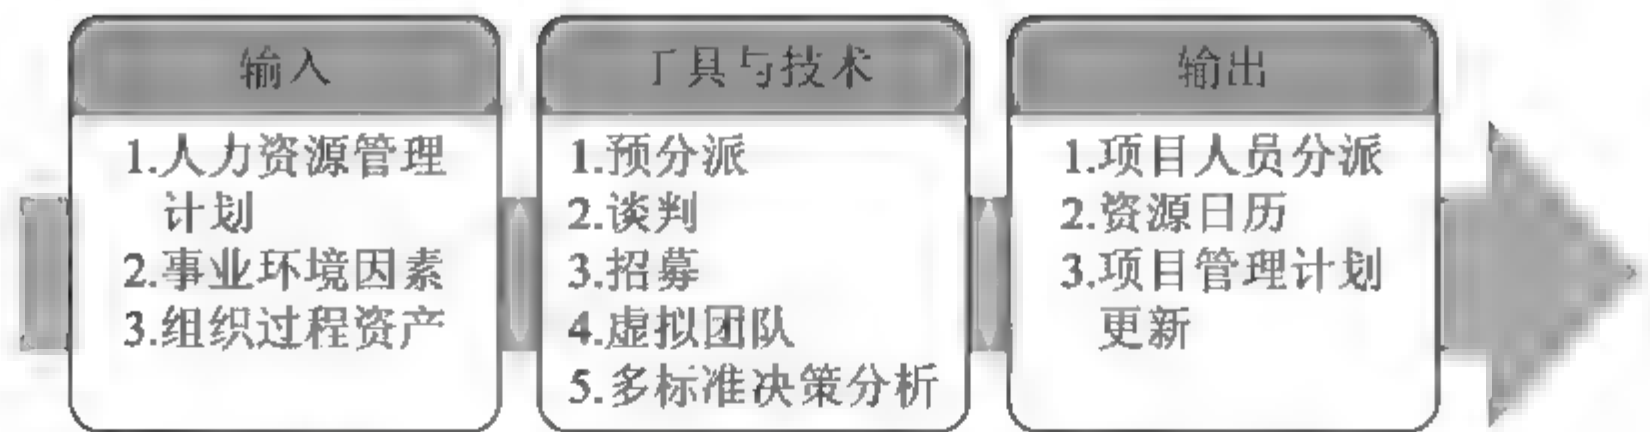 输入
1.人力资源管理
计划
2.事业环境因素
3.组织过程资产
工具与技术
1.预分派
2.谈判
3.招募
4.虚拟团队
5.多标准决策分析
输出
1.项目人员分派
2.资源日历
3.项目管理计划
更新